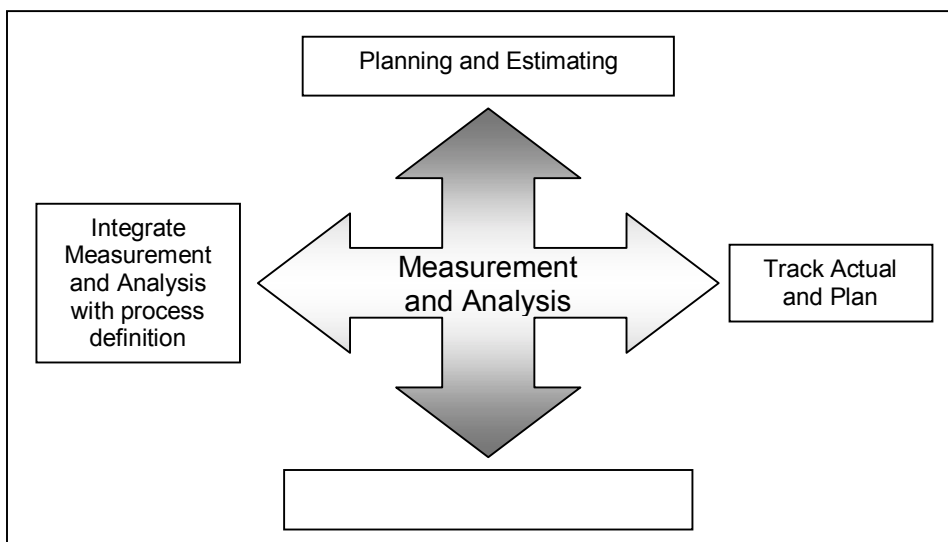 Planning and Estimating
Integrate
Measurement
and Analysis
with process
definition
Measurement
and Analysis
Track Actual
and Plan